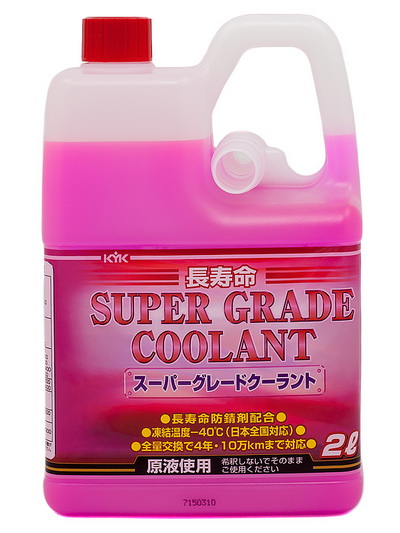 KYK
長寿命
SUPER GRADE
COOLANT
スーパーグレードクーラント
●長寿命防錆剤配合●
●凍結温度-40℃(日本全国対応)●
●全量交換で4年・10万kmまで対応●
原液使用
希釈しないでそのまま
ご使用ください
2ℓ
7150310